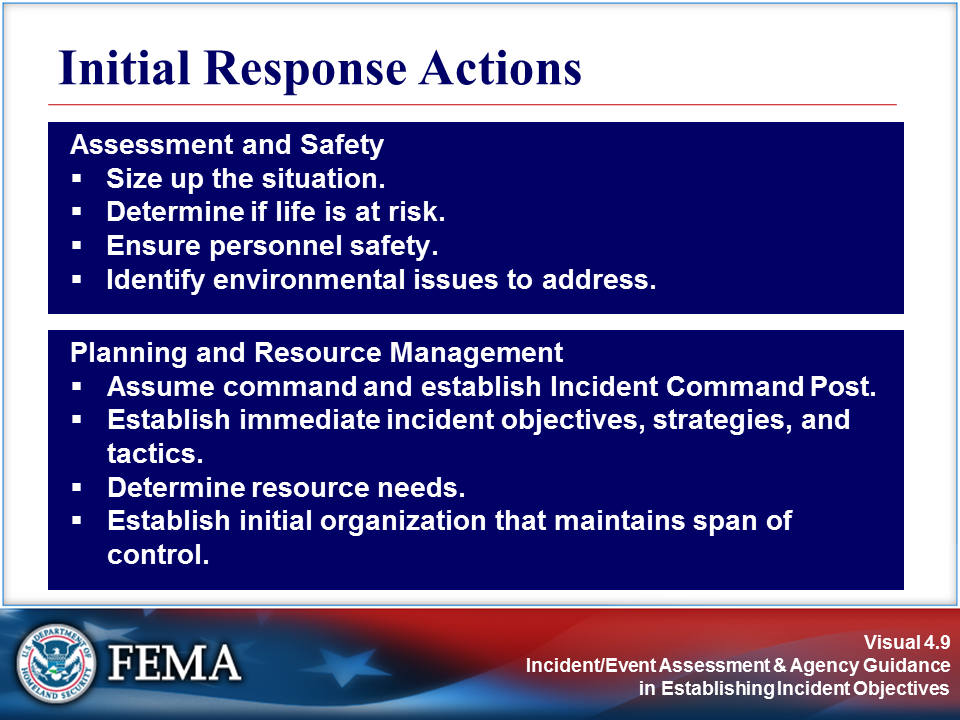 Initial Response Actions
Assessment and Safety
▪ Size up the situation.
▪ Determine if life is at risk.
▪ Ensure personnel safety.
▪ Identify environmental issues to address.
Planning and Resource Management
▪ Assume command and establish Incident Command Post.
▪ Establish immediate incident objectives, strategies, and
tactics.
▪ Determine resource needs.
▪ Establish initial organization that maintains span of
control.
U.S. DEPARTMENT OF HOMELAND SECURITY
FEMA
Visual 4.9
Incident/Event Assessment & Agency Guidance
in Establishing Incident Objectives